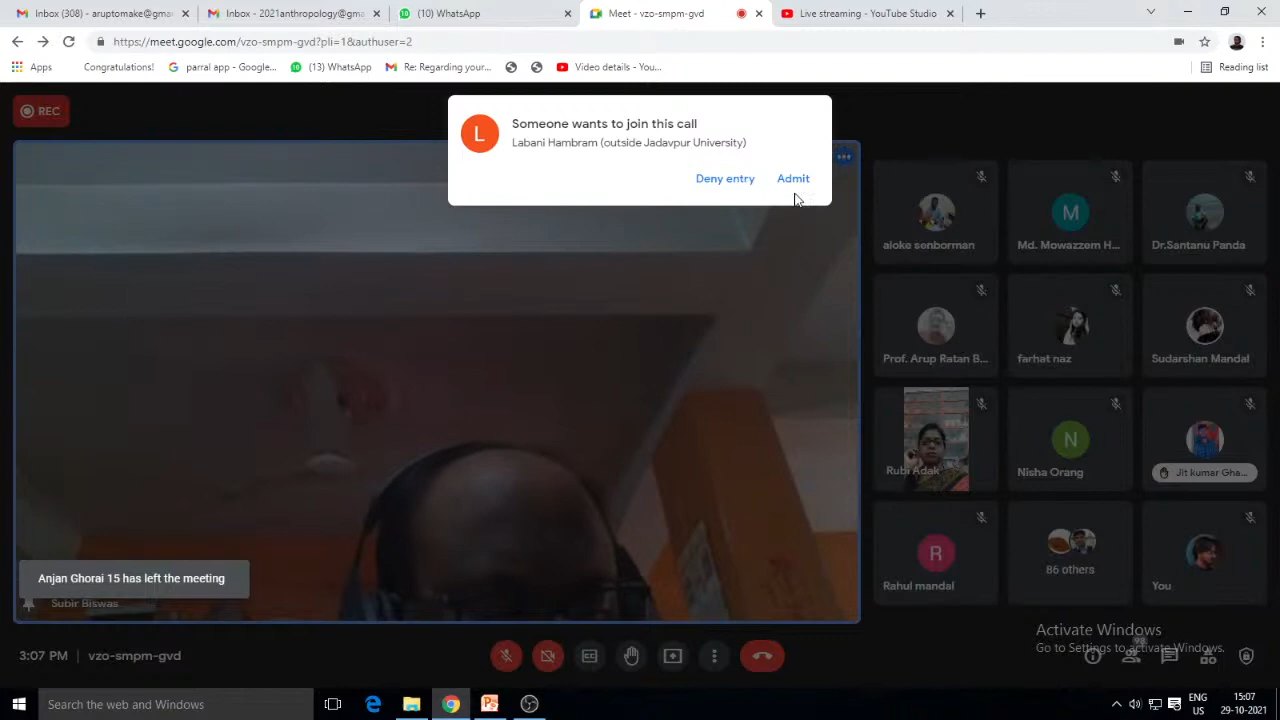 Inbox (308) - aruptomake@gma
Inbox - 2021anthropology@gm
(10) WhatsApp
Meet - vzo-smpm-gvd
Live streaming - YouTube Studio
https://meet.google.com/vzo-smpm-gvd?pli=1&authuser=2
Apps
Congratulations!
parral app - Google...
(13) WhatsApp
Re: Regarding your...
Video details - You...
Reading list
REC
L
Someone wants to join this call
Labani Hambram (outside Jadavpur University)
Deny entry
Admit
aloke senborman
M
Md. Mowazzem H...
Dr.Santanu Panda
Prof. Arup Ratan B...
farhat naz
Sudarshan Mandal
Rubi Adak
N
Nisha Orang
Jit kumar Gha...
R
Rahul mandal
86 others
You
Anjan Ghorai 15 has left the meeting
Subir Biswas
Activate Windows
Go to Settings to activate Windows.
3:07 PM
vzo-smpm-gvd
98
Search the web and Windows
ENG
US
15:07
29-10-2021